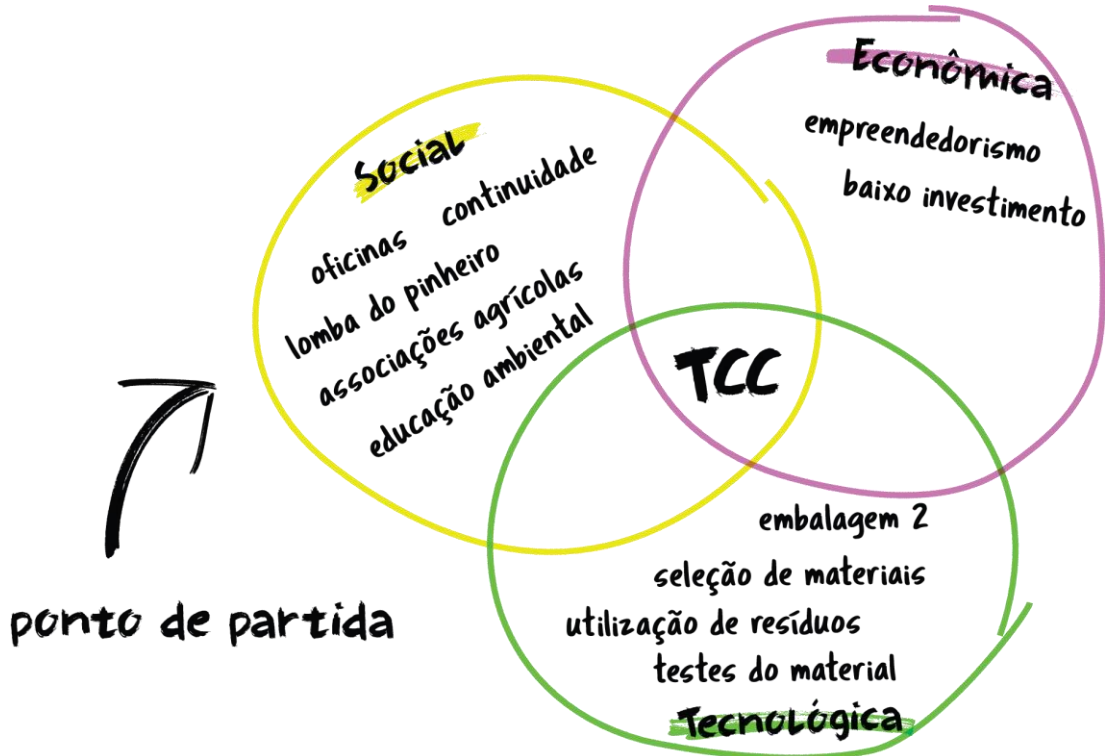 Econômica
empreendedorismo
baixo investimento
Social
continuidade
oficinas
lomba do pinheiro
associações agrícolas
educação ambiental
TCC
ponto de partida
embalagem 2
seleção de materiais
utilização de resíduos
testes do material
Tecnológica